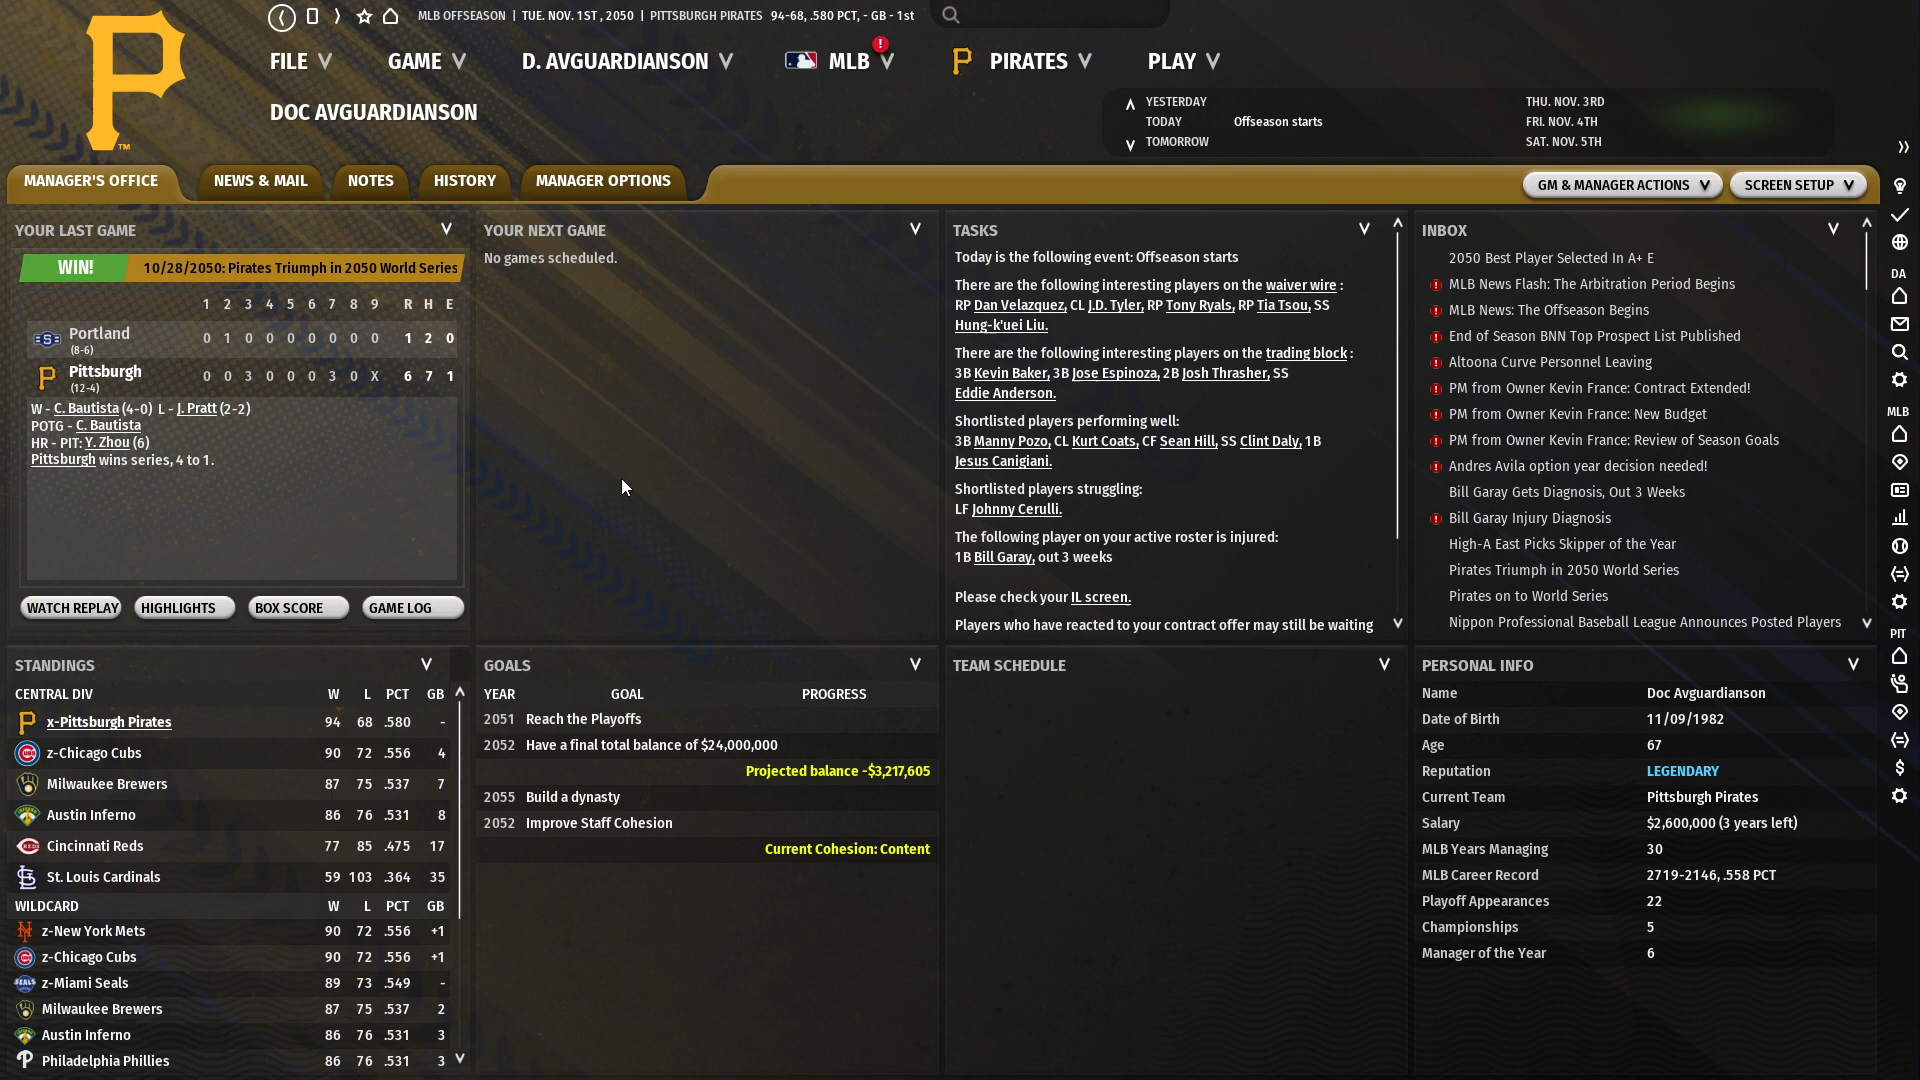 MLB OFFSEASON | TUE. NOV. 1ST , 2050 | PITTSBURGH PIRATES 94-68, .580 PCT, - GB - 1st
FILE GAME D. AVGUARDIANSON MLB PIRATES PLAY
DOC AVGUARDIANSON
YESTERDAY
TODAY Offseason starts
TOMORROW
THU. NOV. 3RD
FRI. NOV. 4TH
SAT. NOV. 5TH
P
TM
MANAGER'S OFFICE NEWS & MAIL NOTES HISTORY MANAGER OPTIONS
GM & MANAGER ACTIONS SCREEN SETUP
YOUR LAST GAME
WIN! 10/28/2050: Pirates Triumph in 2050 World Series
1 2 3 4 5 6 7 8 9 R H E
Portland 0 1 0 0 0 0 0 0 0 1 2 0
(8-6)
Pittsburgh 0 0 3 0 0 0 3 0 X 6 7 1
(12-4)
W - C. Bautista (4-0) L - J. Pratt (2-2)
POTG - C. Bautista
HR - PIT: Y. Zhou (6)
Pittsburgh wins series, 4 to 1.
WATCH REPLAY HIGHLIGHTS BOX SCORE GAME LOG
YOUR NEXT GAME
No games scheduled.
TASKS
Today is the following event: Offseason starts
There are the following interesting players on the waiver wire :
RP Dan Velazquez, CL J.D. Tyler, RP Tony Ryals, RP Tia Tsou, SS
Hung-k'uei Liu.
There are the following interesting players on the trading block :
3B Kevin Baker, 3B Jose Espinoza, 2B Josh Thrasher, SS
Eddie Anderson.
Shortlisted players performing well:
3B Manny Pozo, CL Kurt Coats, CF Sean Hill, SS Clint Daly, 1B
Jesus Canigiani.
Shortlisted players struggling:
LF Johnny Cerulli.
The following player on your active roster is injured:
1B Bill Garay, out 3 weeks
Please check your IL screen.
Players who have reacted to your contract offer may still be waiting
INBOX
2050 Best Player Selected In A+ E
MLB News Flash: The Arbitration Period Begins
MLB News: The Offseason Begins
End of Season BNN Top Prospect List Published
Altoona Curve Personnel Leaving
PM from Owner Kevin France: Contract Extended!
PM from Owner Kevin France: New Budget
PM from Owner Kevin France: Review of Season Goals
Andres Avila option year decision needed!
Bill Garay Gets Diagnosis, Out 3 Weeks
Bill Garay Injury Diagnosis
High-A East Picks Skipper of the Year
Pirates Triumph in 2050 World Series
Pirates on to World Series
Nippon Professional Baseball League Announces Posted Players
STANDINGS
CENTRAL DIV W L PCT GB
x-Pittsburgh Pirates 94 68 .580 -
z-Chicago Cubs 90 72 .556 4
Milwaukee Brewers 87 75 .537 7
Austin Inferno 86 76 .531 8
Cincinnati Reds 77 85 .475 17
St. Louis Cardinals 59 103 .364 35
WILDCARD W L PCT GB
z-New York Mets 90 72 .556 +1
z-Chicago Cubs 90 72 .556 +1
z-Miami Seals 89 73 .549 -
Milwaukee Brewers 87 75 .537 2
Austin Inferno 86 76 .531 3
Philadelphia Phillies 86 76 .531 3
GOALS
YEAR GOAL PROGRESS
2051 Reach the Playoffs
2052 Have a final total balance of $24,000,000
Projected balance -$3,217,605
2055 Build a dynasty
2052 Improve Staff Cohesion
Current Cohesion: Content
TEAM SCHEDULE
PERSONAL INFO
Name Doc Avguardianson
Date of Birth 11/09/1982
Age 67
Reputation LEGENDARY
Current Team Pittsburgh Pirates
Salary $2,600,000 (3 years left)
MLB Years Managing 30
MLB Career Record 2719-2146, .558 PCT
Playoff Appearances 22
Championships 5
Manager of the Year 6
DA
MLB
PIT